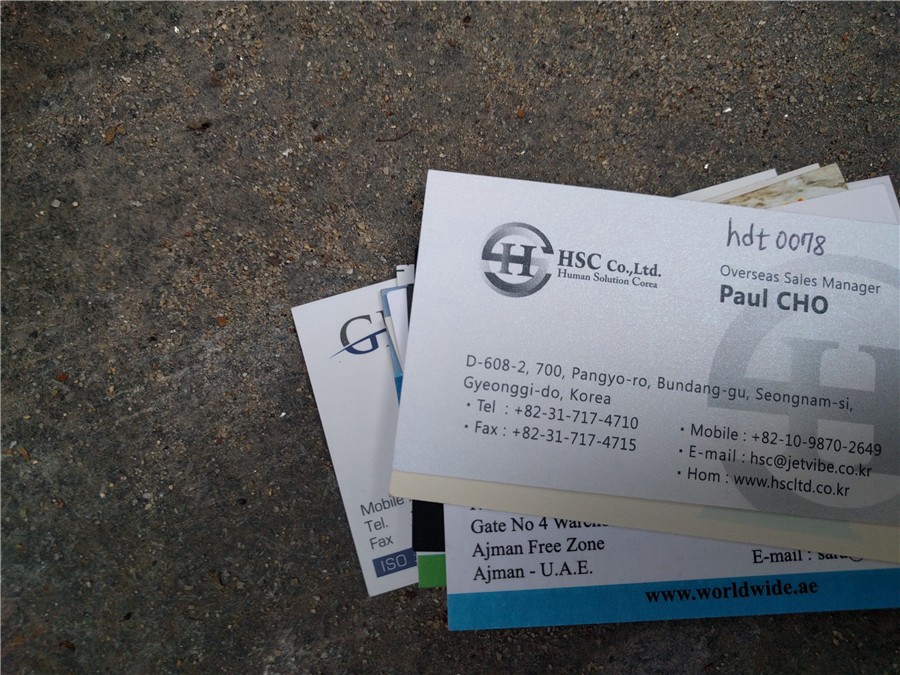 hdt 0078
HSC Co.,Ltd.
Human Solution Corea
Overseas Sales Manager
Paul CHO
D-608-2, 700, Pangyo-ro, Bundang-gu, Seongnam-si,
Gyeonggi-do, Korea
· Tel : +82-31-717-4710
· Fax : +82-31-717-4715
· Mobile : +82-10-9870-2649
· E-mail : hsc@jetvibe.co.kr
· Hom : www.hscltd.co.kr
G
Mobile
Tel.
Fax
ISO
Gate No 4
Ajman Free Zone
Ajman - U.A.E.
E-mail :
www.worldwide.ae